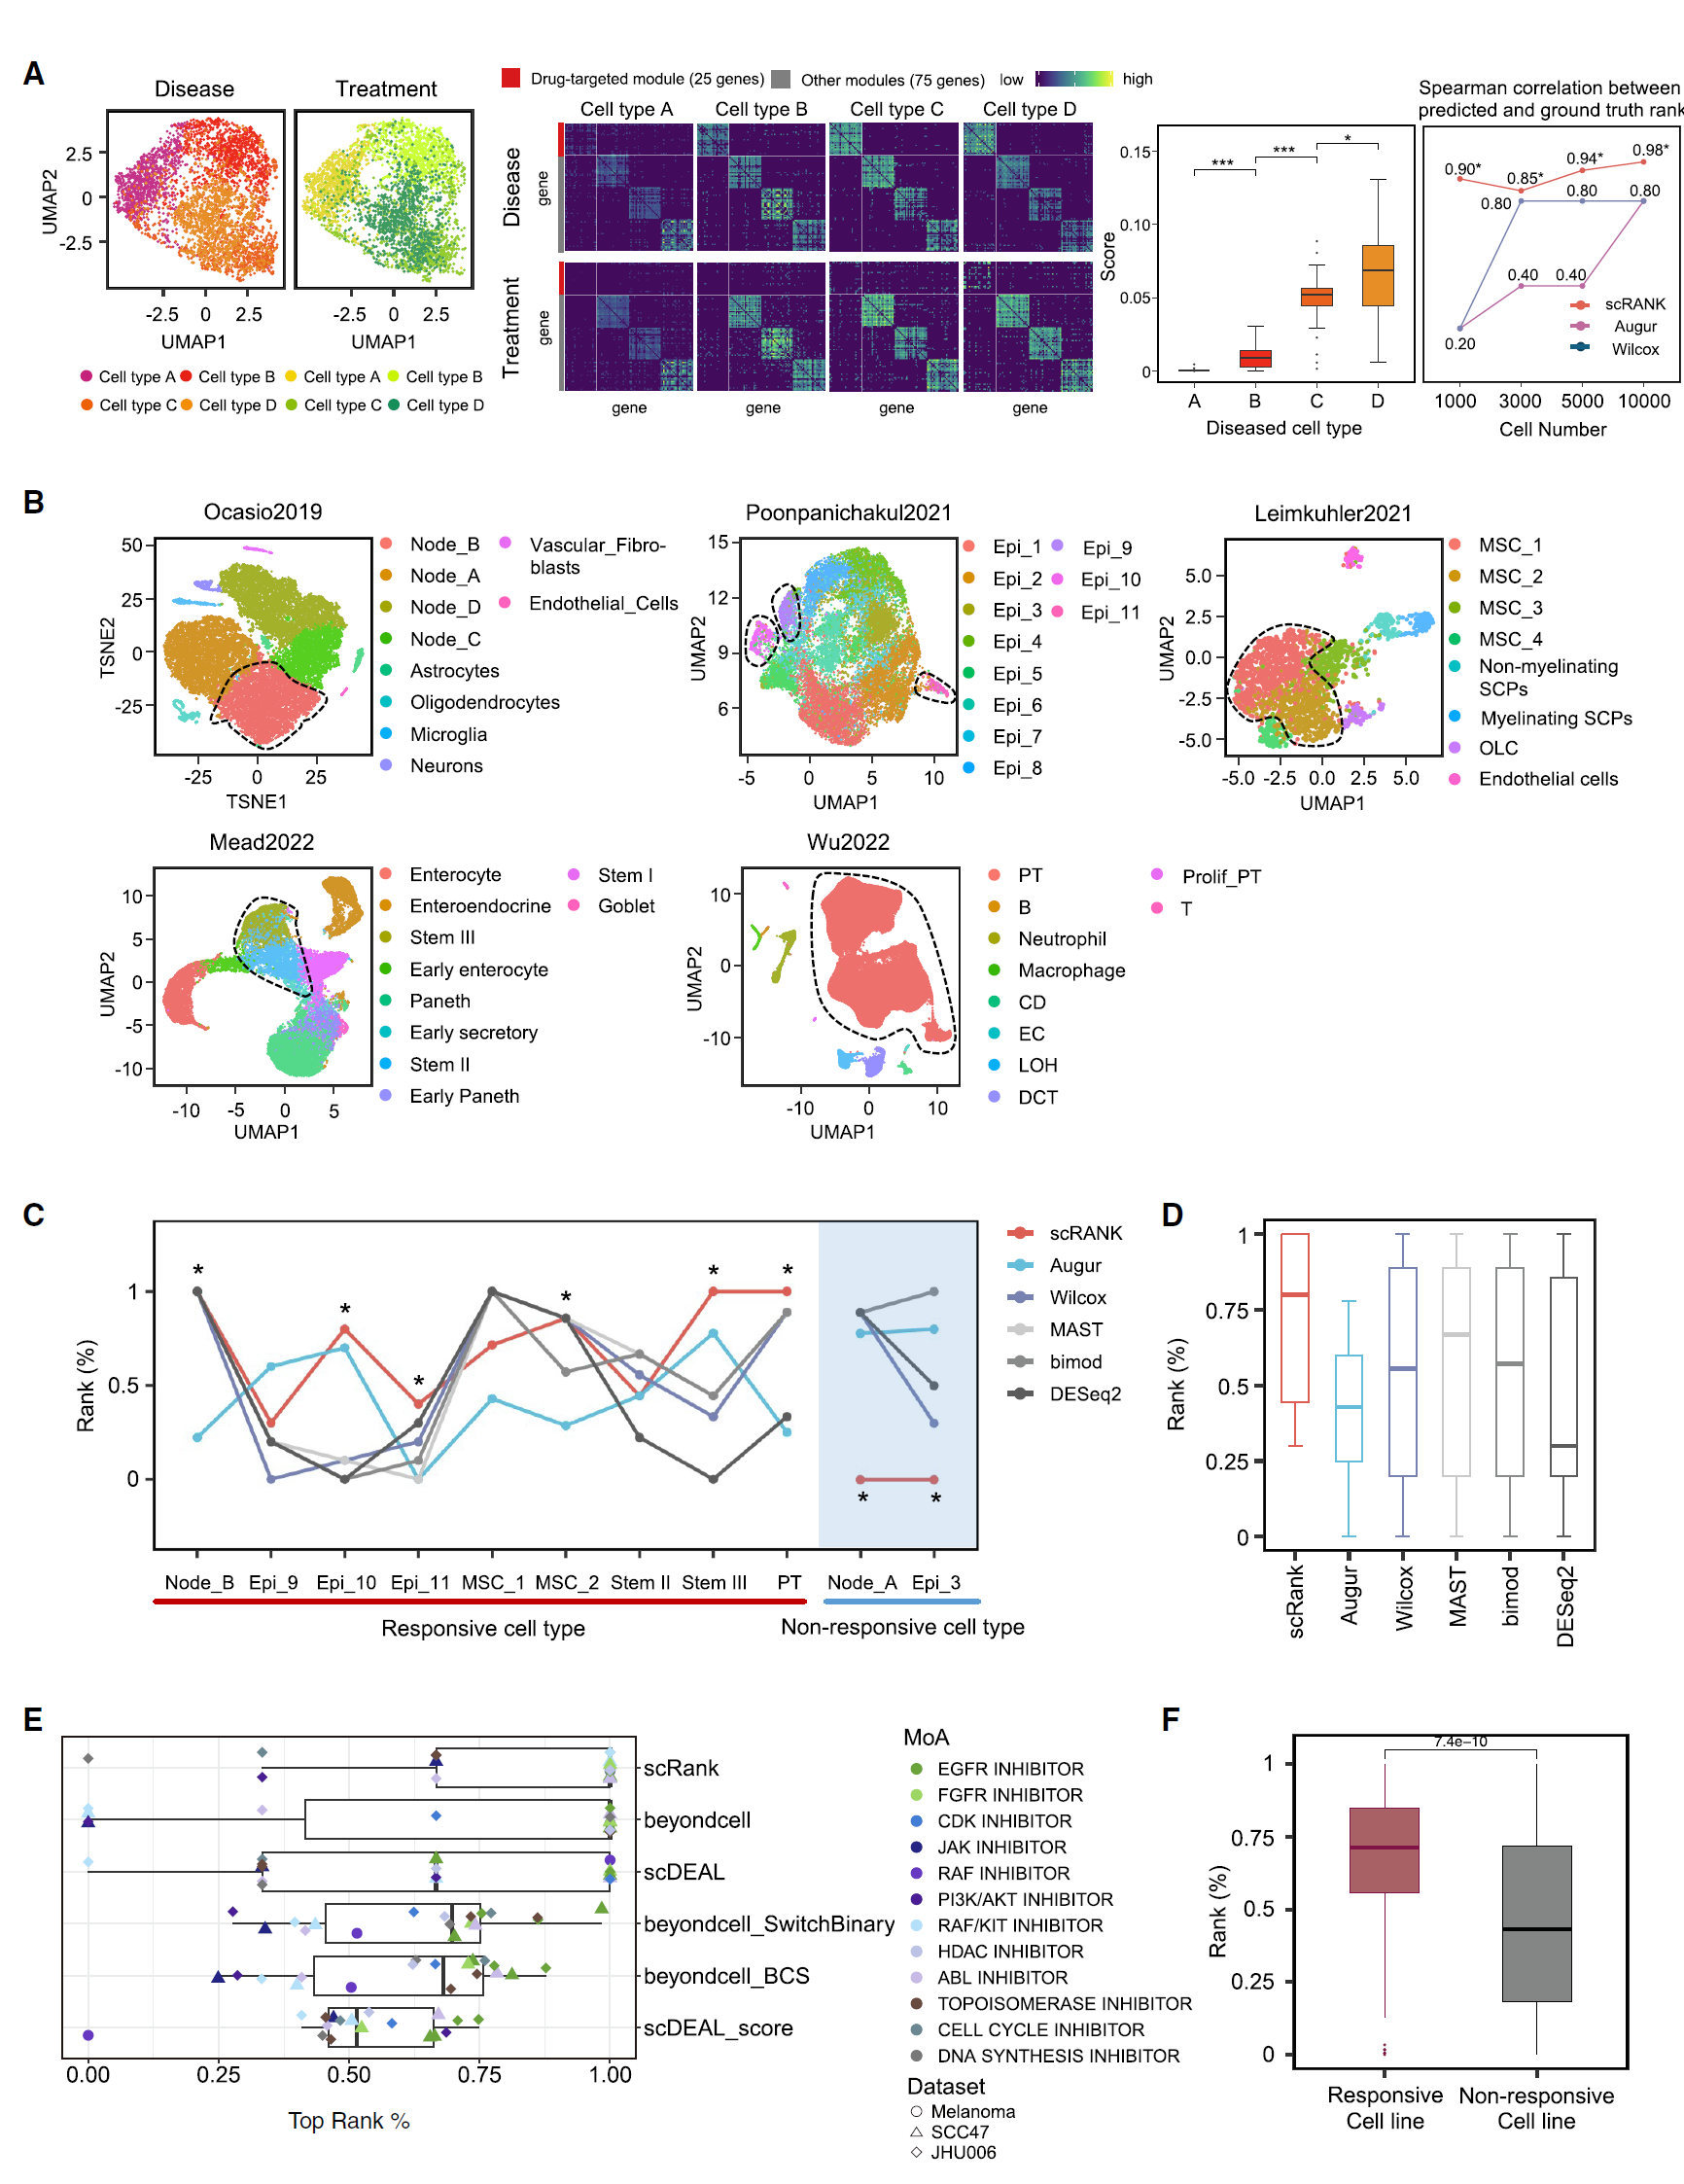 A
Disease
Treatment
UMAP2
2.5
0
-2.5
-2.5 0 2.5
-2.5 0 2.5
UMAP1
UMAP1
Cell type A Cell type B Cell type A Cell type B
Cell type C Cell type D Cell type C Cell type D
Drug-targeted module (25 genes) Other modules (75 genes) low high
Cell type A Cell type B Cell type C Cell type D
Disease
gene
Treatment
gene
gene gene gene gene
Score
0.15
0.10
0.05
0
*** *** *
A B C D
Diseased cell type
Spearman correlation between
predicted and ground truth rank
0.90* 0.85* 0.94* 0.98*
0.80 0.80 0.80
0.40 0.40
0.20
scRANK
Augur
Wilcox
1000 3000 5000 10000
Cell Number
B
Ocasio2019
TSNE2
50
25
0
-25
-25 0 25
TSNE1
Node_B
Node_A
Node_D
Node_C
Astrocytes
Oligodendrocytes
Microglia
Neurons
Vascular_Fibro-
blasts
Endothelial_Cells
Poonpanichakul2021
UMAP2
15
12
9
6
-5 0 5 10
UMAP1
Epi_1
Epi_2
Epi_3
Epi_4
Epi_5
Epi_6
Epi_7
Epi_8
Epi_9
Epi_10
Epi_11
Leimkuhler2021
UMAP2
5.0
0.0
-2.5
-5.0
-5.0 -2.5 0.0 2.5 5.0
UMAP1
MSC_1
MSC_2
MSC_3
MSC_4
Non-myelinating
SCPs
Myelinating SCPs
OLC
Endothelial cells
Mead2022
UMAP2
10
5
0
-5
-10
-10 -5 0 5
UMAP1
Enterocyte
Enteroendocrine
Stem III
Early enterocyte
Paneth
Early secretory
Stem II
Early Paneth
Stem I
Goblet
Wu2022
UMAP2
10
0
-10
-10 0 10
UMAP1
PT
B
Neutrophil
Macrophage
CD
EC
LOH
DCT
Prolif_PT
T
C
Rank (%)
1
0.5
0
* * * * * *
* *
Node_B Epi_9 Epi_10 Epi_11 MSC_1 MSC_2 Stem II Stem III PT Node_A Epi_3
Responsive cell type
Non-responsive cell type
scRANK
Augur
Wilcox
MAST
bimod
DESeq2
D
Rank (%)
1
0.75
0.5
0.25
0
scRank
Augur
Wilcox
MAST
bimod
DESeq2
E
scRank
beyondcell
scDEAL
beyondcell_SwitchBinary
beyondcell_BCS
scDEAL_score
0.00 0.25 0.50 0.75 1.00
Top Rank %
MoA
EGFR INHIBITOR
FGFR INHIBITOR
CDK INHIBITOR
JAK INHIBITOR
RAF INHIBITOR
PI3K/AKT INHIBITOR
RAF/KIT INHIBITOR
HDAC INHIBITOR
ABL INHIBITOR
TOPOISOMERASE INHIBITOR
CELL CYCLE INHIBITOR
DNA SYNTHESIS INHIBITOR
Dataset
Melanoma
SCC47
JHU006
F
7.4e-10
Rank (%)
1
0.75
0.5
0.25
0
Responsive
Cell line
Non-responsive
Cell line